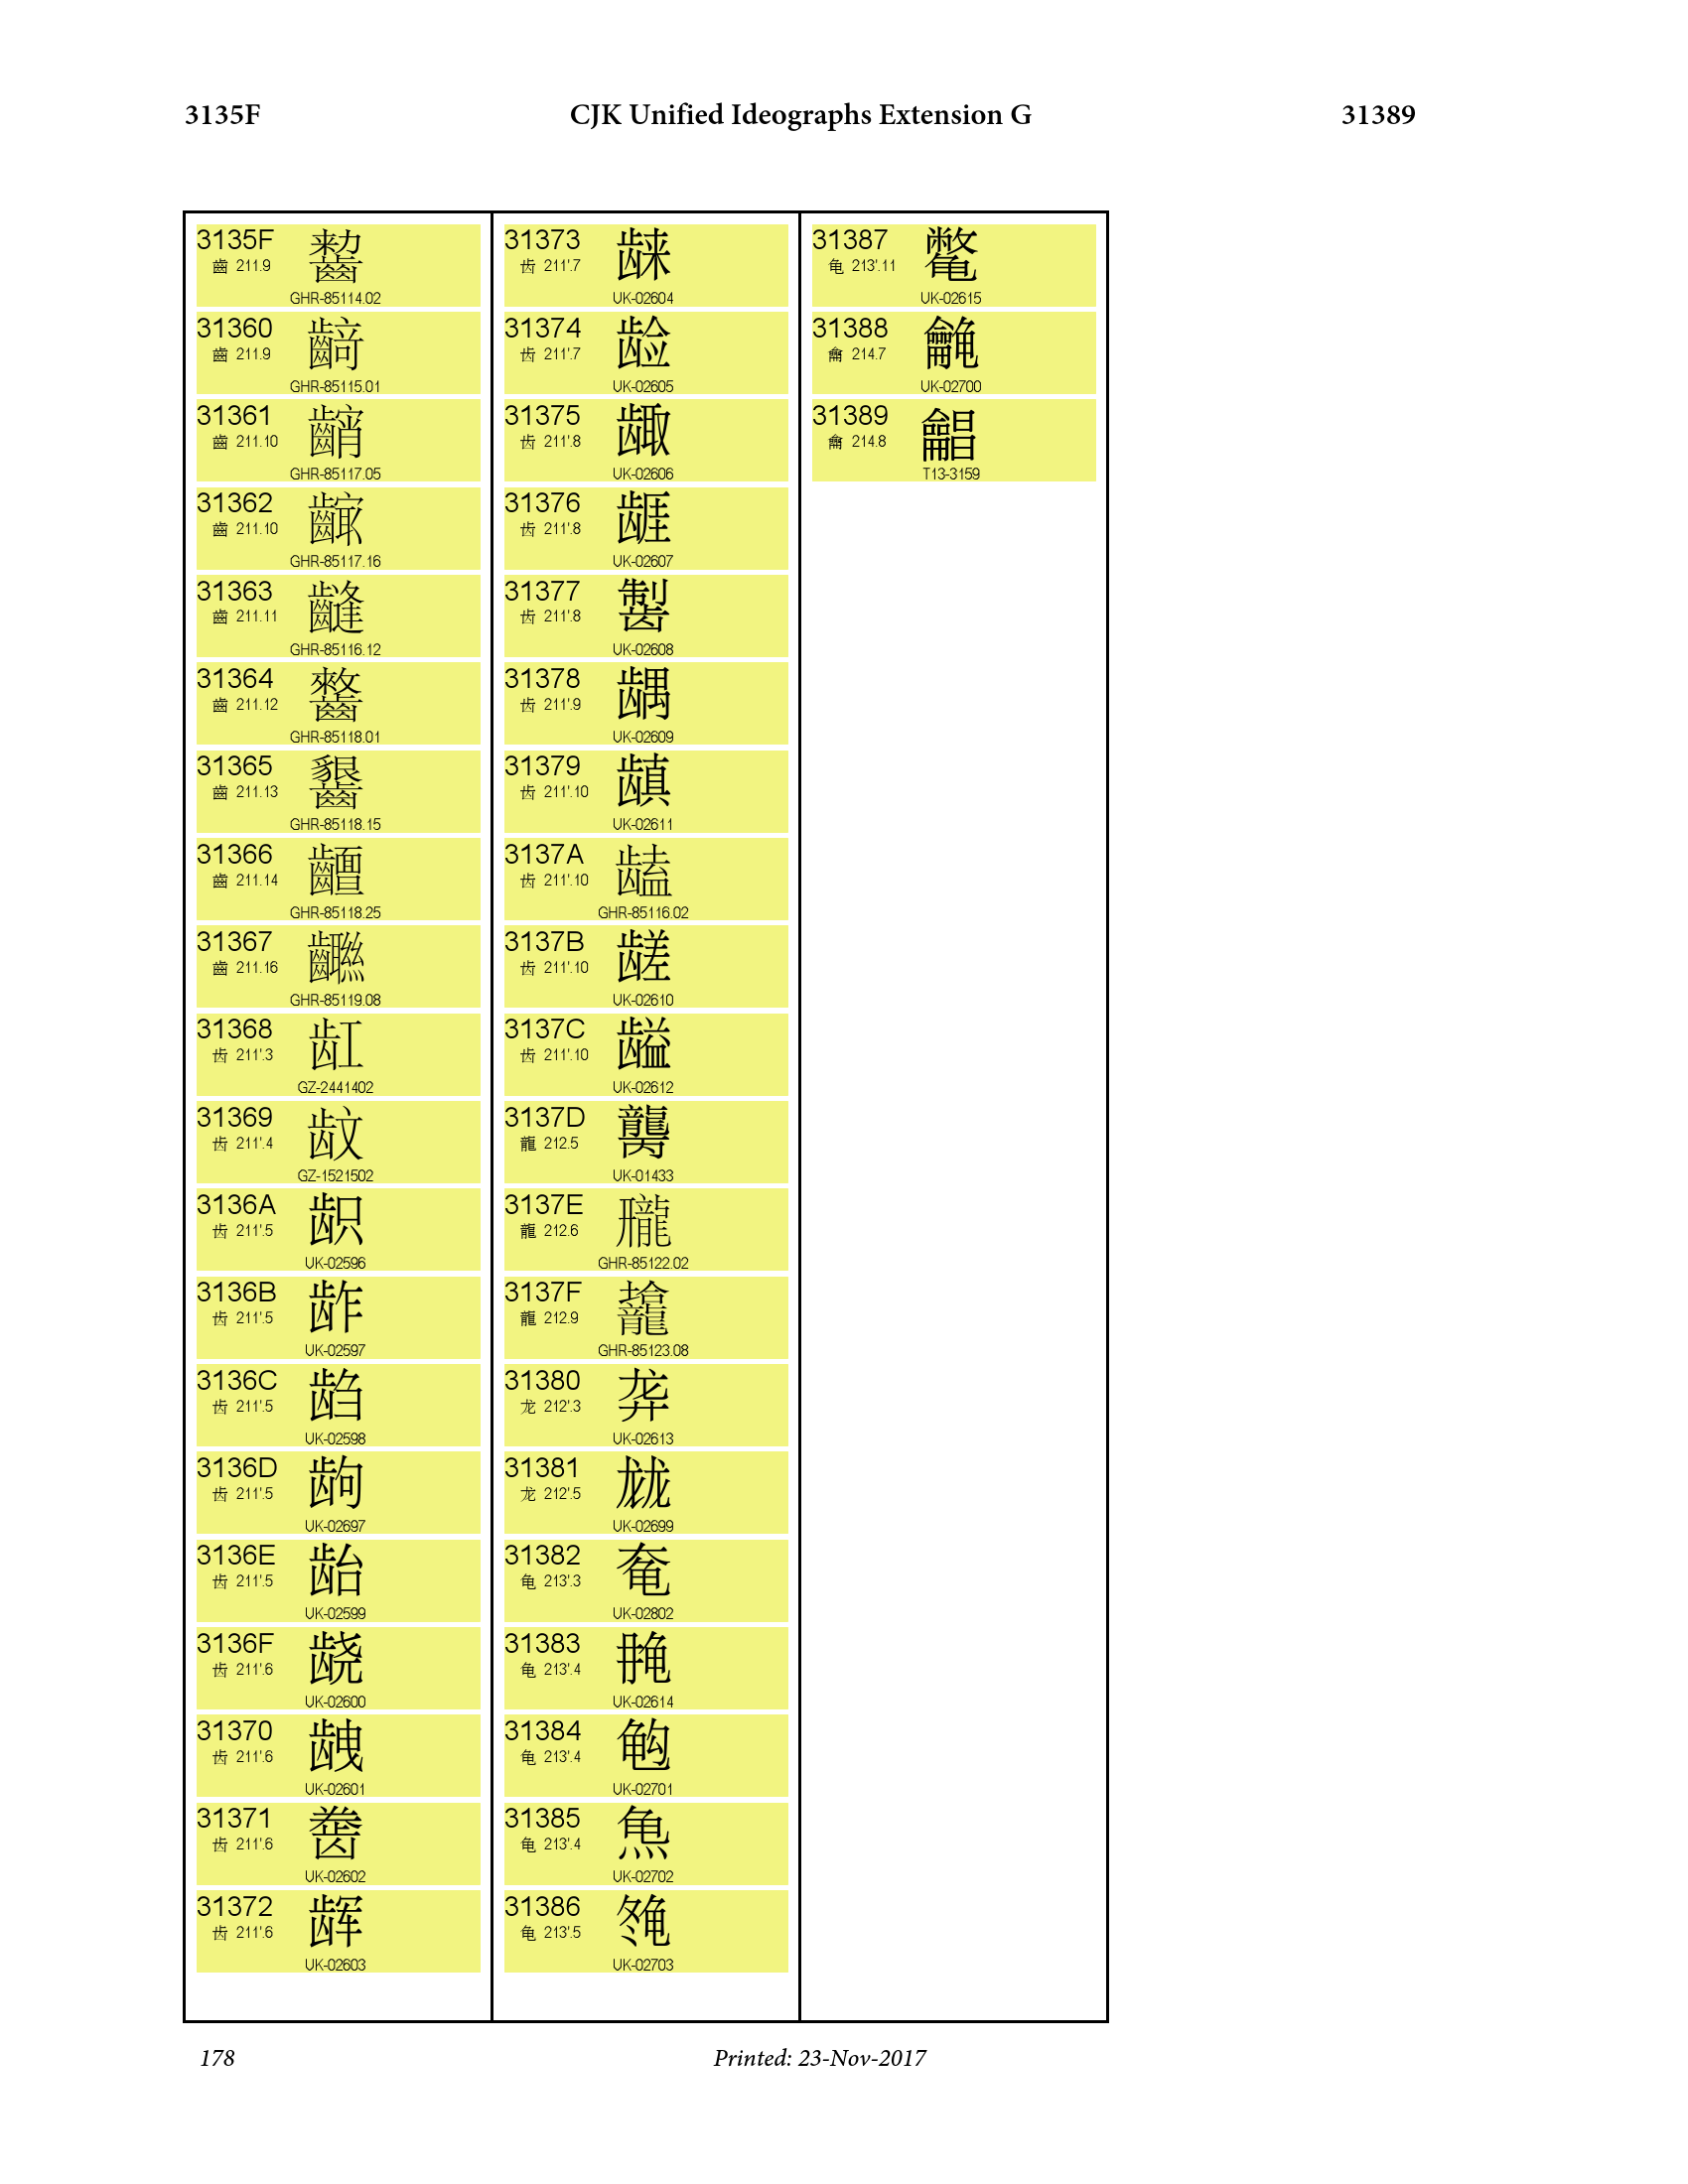 3135F CJK Unified Ideographs Extension G 31389
3135F
齒 211.9
GHR-85114.02
31360
齒 211.9
GHR-85115.01
31361
齒 211.10
GHR-85117.05
31362
齒 211.10
GHR-85117.16
31363
齒 211.11
GHR-85116.12
31364
齒 211.12
GHR-85118.01
31365
齒 211.13
GHR-85118.15
31366
齒 211.14
GHR-85118.25
31367
齒 211.16
GHR-85119.08
31368
齿 211'.3
GZ-2441402
31369
齿 211'.4
GZ-1521502
3136A
齿 211'.5
UK-02596
3136B
齿 211'.5
UK-02597
3136C
齿 211'.5
UK-02598
3136D
齿 211'.5
UK-02697
3136E
齿 211'.5
UK-02599
3136F
齿 211'.6
UK-02600
31370
齿 211'.6
UK-02601
31371
齿 211'.6
UK-02602
31372
齿 211'.6
UK-02603
31373
齿 211'.7
UK-02604
31374
齿 211'.7
UK-02605
31375
齿 211'.8
UK-02606
31376
齿 211'.8
UK-02607
31377
齿 211'.8
UK-02608
31378
齿 211'.9
UK-02609
31379
齿 211'.10
UK-02611
3137A
齿 211'.10
GHR-85116.02
3137B
齿 211'.10
UK-02610
3137C
齿 211'.10
UK-02612
3137D
龍 212.5
UK-01433
3137E
龍 212.6
GHR-85122.02
3137F
龍 212.9
GHR-85123.08
31380
龙 212'.3
UK-02613
31381
龙 212'.5
UK-02699
31382
龟 213'.3
UK-02802
31383
龟 213'.4
UK-02614
31384
龟 213'.4
UK-02701
31385
龟 213'.4
UK-02702
31386
龟 213'.5
UK-02703
31387
龟 213'.11
UK-02615
31388
龠 214.7
UK-02700
31389
龠 214.8
T13-3159
178 Printed: 23-Nov-2017